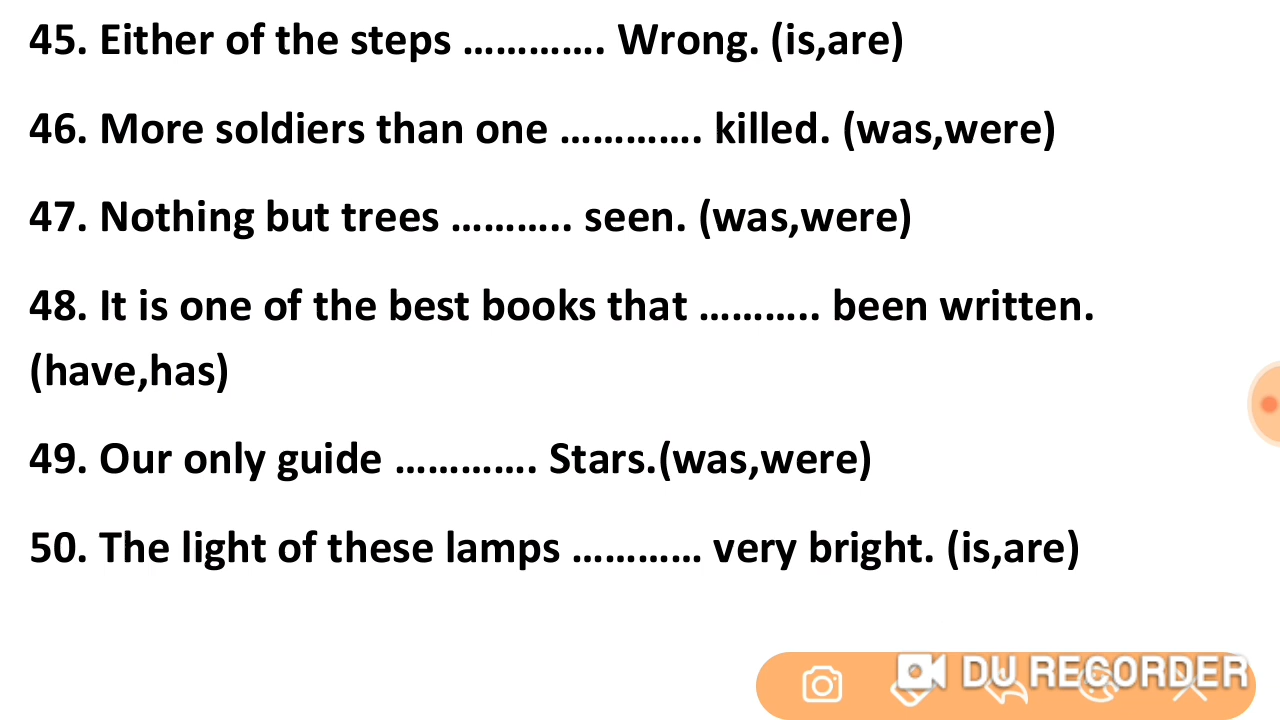 45. Either of the steps …………. Wrong. (is,are)
46. More soldiers than one …………. killed. (was,were)
47. Nothing but trees ……….. seen. (was,were)
48. It is one of the best books that ……….. been written.
(have,has)
49. Our only guide …………. Stars.(was,were)
50. The light of these lamps ………… very bright. (is,are)
DU RECORDER